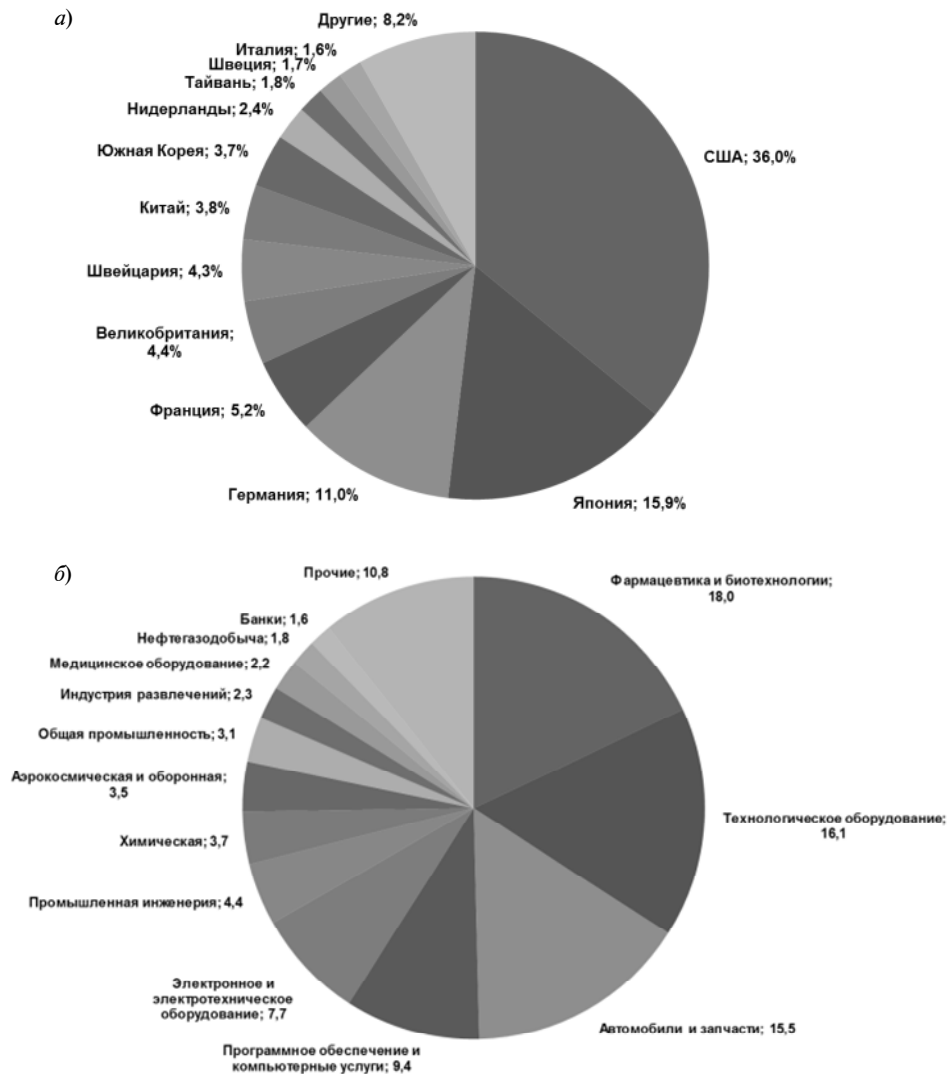 а)
Другие; 8,2%
Италия; 1,6%
Швеция; 1,7%
Тайвань; 1,8%
Нидерланды; 2,4%
Южная Корея; 3,7%
Китай; 3,8%
Швейцария; 4,3%
Великобритания;
4,4%
Франция; 5,2%
Германия; 11,0%
Япония; 15,9%
США; 36,0%
б)
Прочие; 10,8
Банки; 1,6
Нефтегазодобыча; 1,8
Медицинское оборудование; 2,2
Индустрия развлечений; 2,3
Общая промышленность; 3,1
Аэрокосмическая и оборонная;
3,5
Химическая; 3,7
Промышленная инженерия; 4,4
Электронное и
электротехническое
оборудование; 7,7
Программное обеспечение и
компьютерные услуги; 9,4
Автомобили и запчасти; 15,5
Технологическое оборудование;
16,1
Фармацевтика и биотехнологии;
18,0